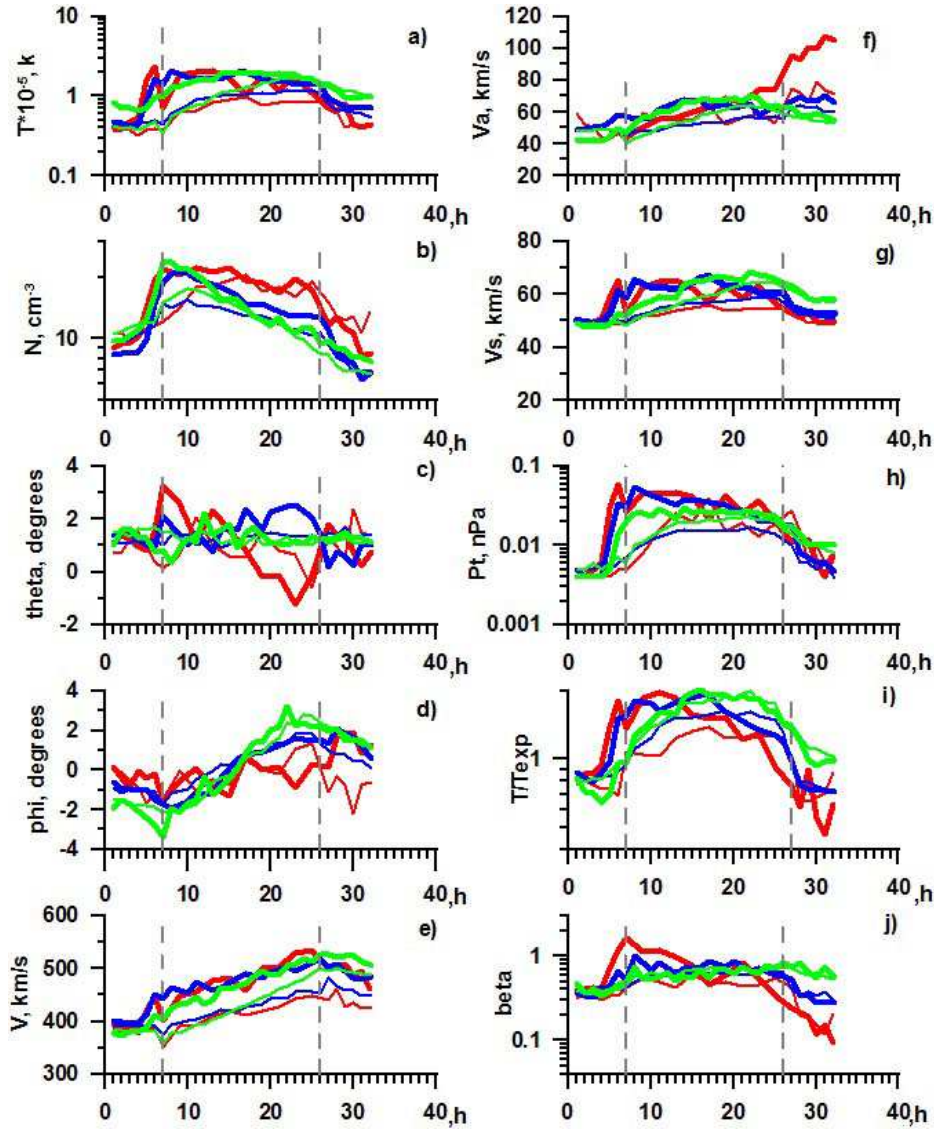 10
1
0.1
T*10⁻⁵, k
a)
0 10 20 30 40,h
10
N, cm⁻³
b)
0 10 20 30 40,h
4
2
0
-2
theta, degrees
c)
0 10 20 30 40,h
4
2
0
-2
-4
phi, degrees
d)
0 10 20 30 40,h
600
500
400
300
V, km/s
e)
0 10 20 30 40,h
120
100
80
60
40
20
Va, km/s
f)
0 10 20 30 40,h
80
60
40
20
Vs, km/s
g)
0 10 20 30 40,h
0.1
0.01
0.001
Pt, nPa
h)
0 10 20 30 40,h
1
T/Texp
i)
0 10 20 30 40,h
1
0.1
beta
j)
0 10 20 30 40,h